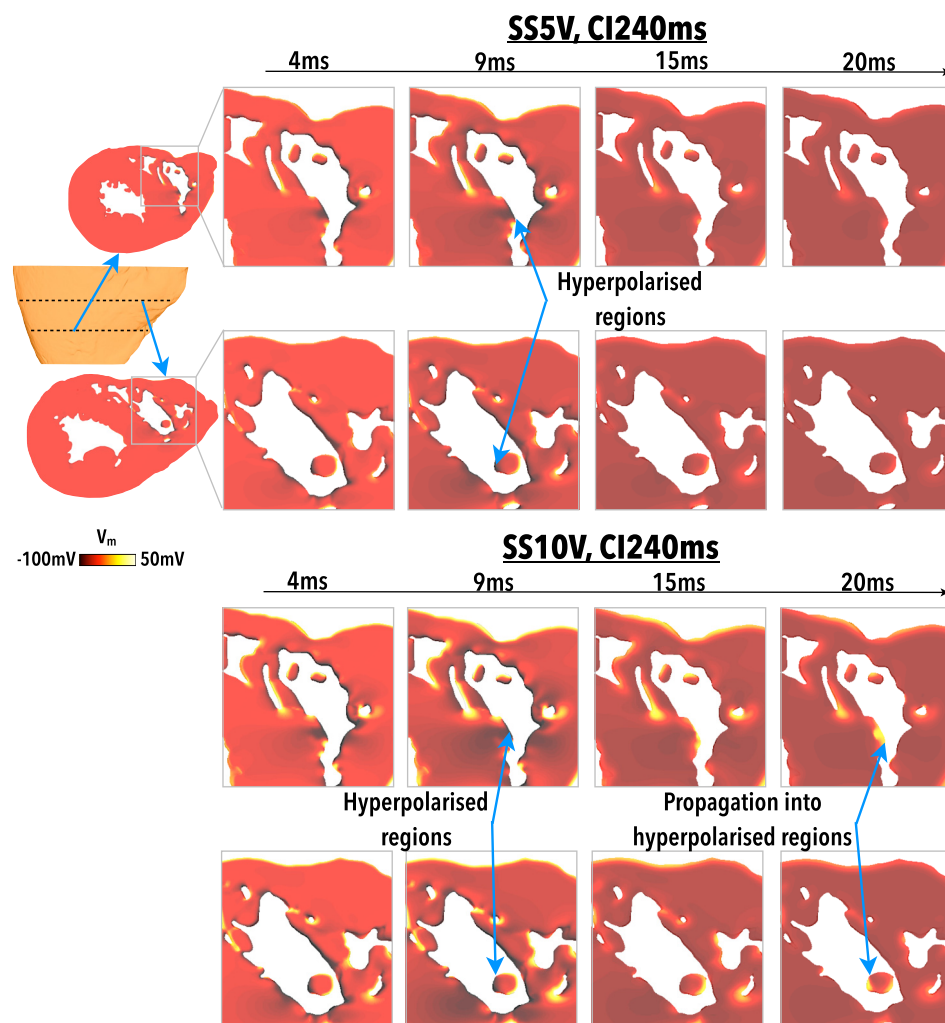 SS5V, CI240ms
4ms 9ms 15ms 20ms
Hyperpolarised
regions
Vm
-100mV 50mV
SS10V, CI240ms
4ms 9ms 15ms 20ms
Hyperpolarised
regions
Propagation into
hyperpolarised regions